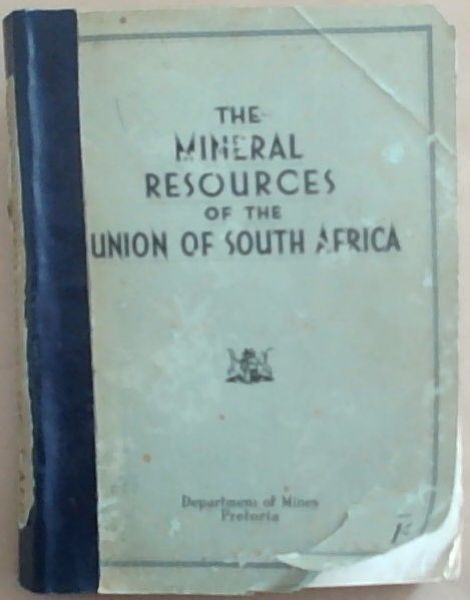 THE
MINERAL
RESOURCES
OF THE
UNION OF SOUTH AFRICA
Department of Mines
Pretoria